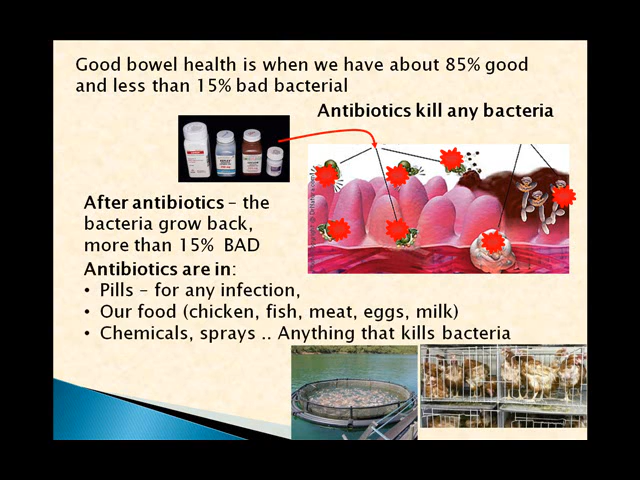 Good bowel health is when we have about 85% good
and less than 15% bad bacterial
Antibiotics kill any bacteria
After antibiotics – the
bacteria grow back,
more than 15% BAD
Antibiotics are in:
• Pills – for any infection,
• Our food (chicken, fish, meat, eggs, milk)
• Chemicals, sprays .. Anything that kills bacteria